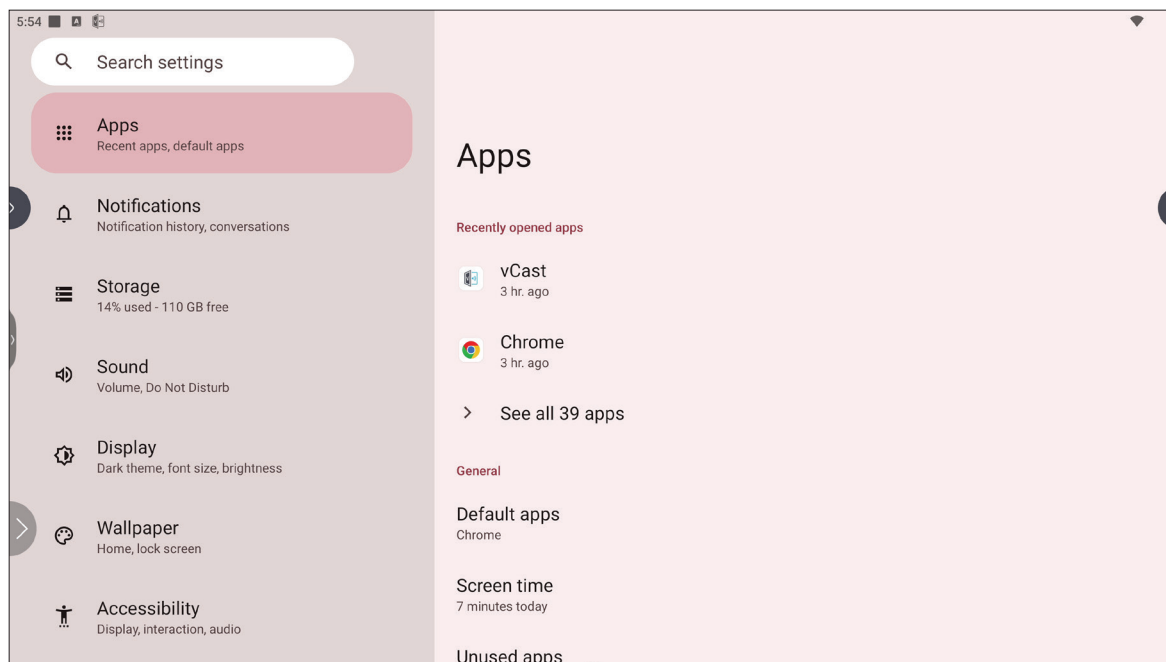 5:54
Search settings
Apps
Recent apps, default apps
Notifications
Notification history, conversations
Storage
14% used - 110 GB free
Sound
Volume, Do Not Disturb
Display
Dark theme, font size, brightness
Wallpaper
Home, lock screen
Accessibility
Display, interaction, audio
Apps
Recently opened apps
vCast
3 hr. ago
Chrome
3 hr. ago
See all 39 apps
General
Default apps
Chrome
Screen time
7 minutes today
Unused apps